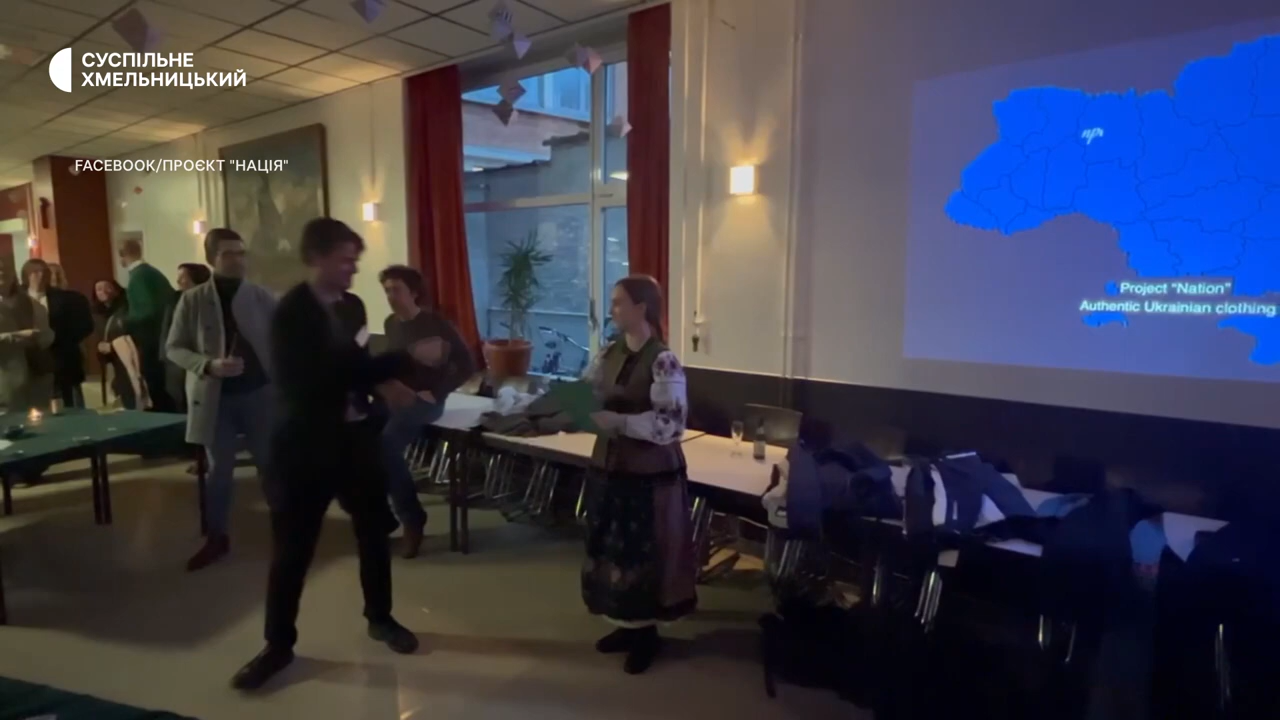 СУСПІЛЬНЕ
ХМЕЛЬНИЦЬКИЙ
FACEBOOK/ПРОЄКТ "НАЦІЯ"
Project "Nation"
Authentic Ukrainian clothing